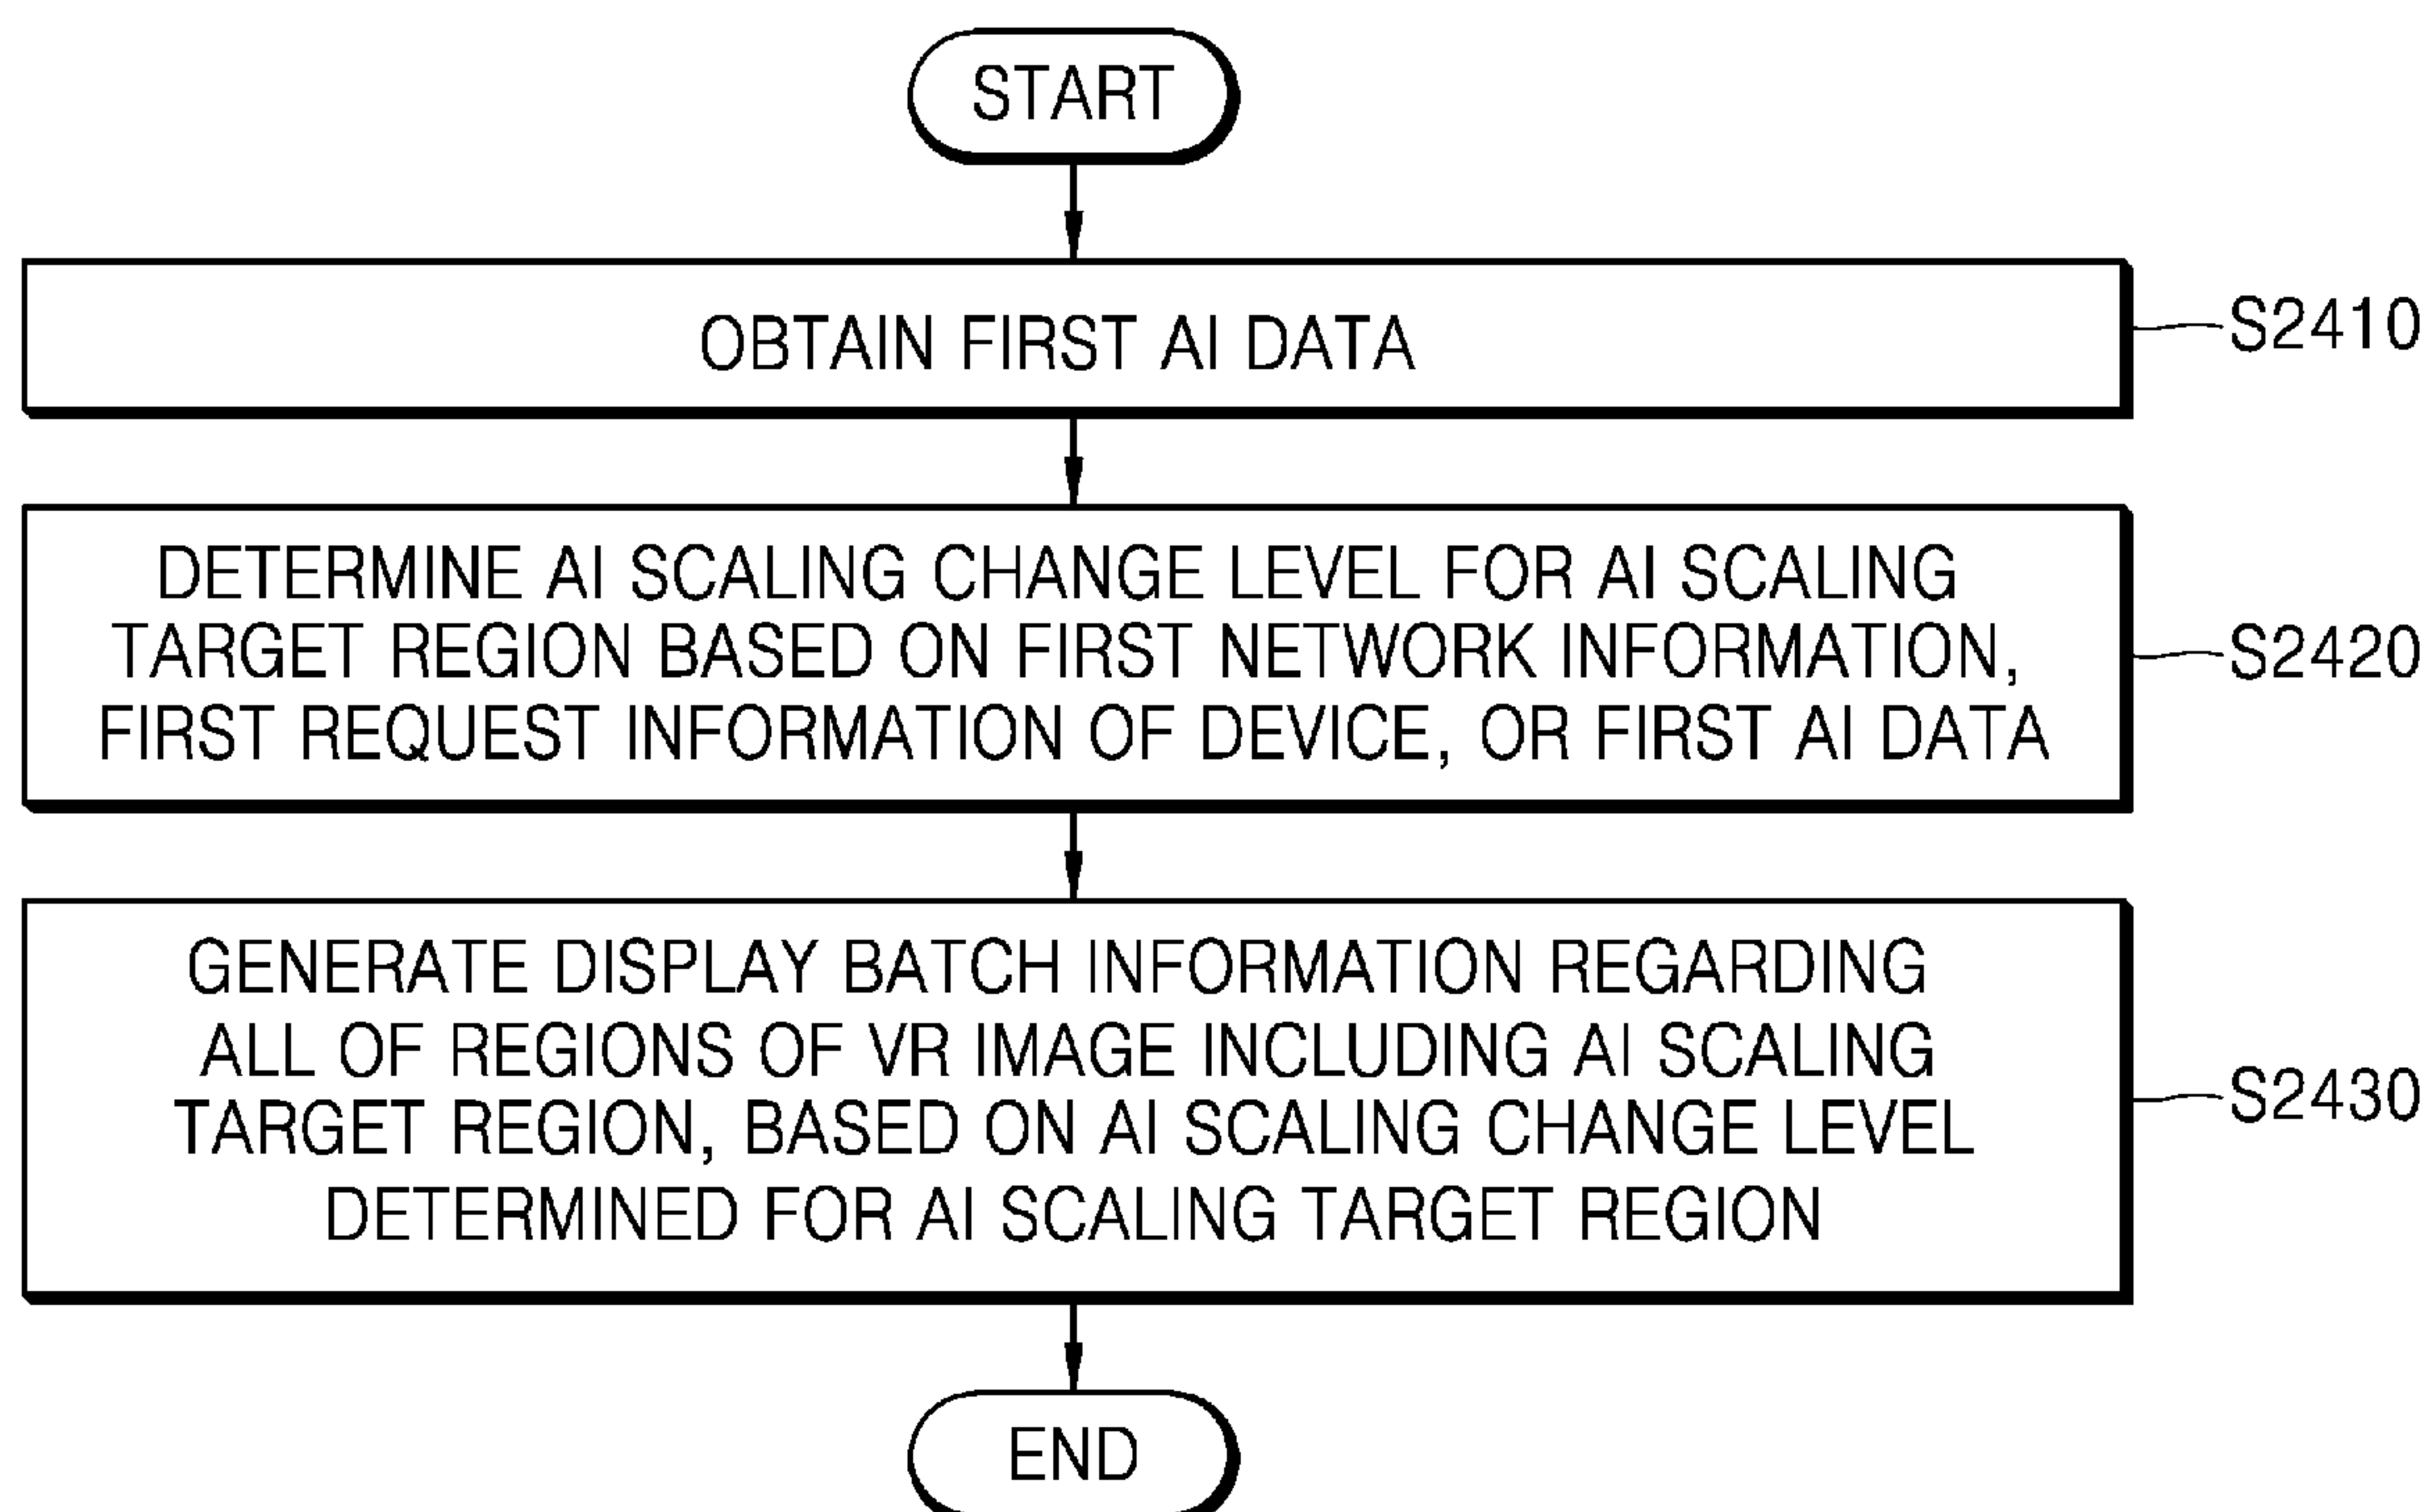 START
OBTAIN FIRST AI DATA
S2410
DETERMINE AI SCALING CHANGE LEVEL FOR AI SCALING
TARGET REGION BASED ON FIRST NETWORK INFORMATION,
FIRST REQUEST INFORMATION OF DEVICE, OR FIRST AI DATA
S2420
GENERATE DISPLAY BATCH INFORMATION REGARDING
ALL OF REGIONS OF VR IMAGE INCLUDING AI SCALING
TARGET REGION, BASED ON AI SCALING CHANGE LEVEL
DETERMINED FOR AI SCALING TARGET REGION
S2430
END